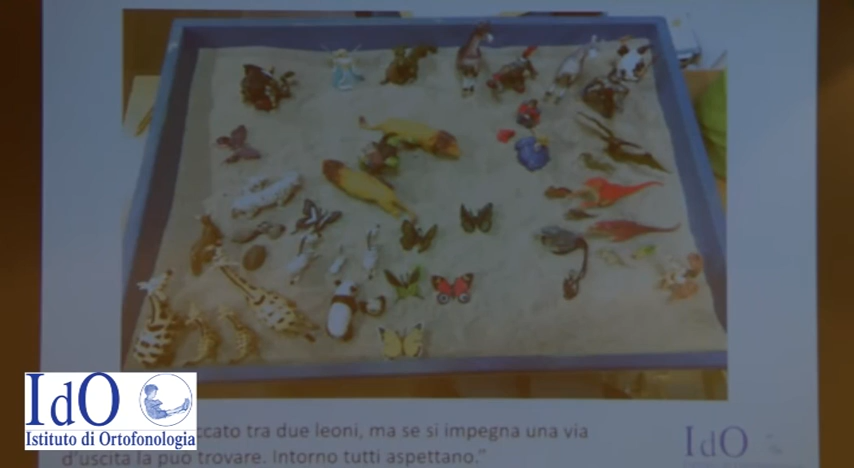 ccato tra due leoni, ma se si impegna una via
d'uscita la può trovare. Intorno tutti aspettano."
IdO
IdO
Istituto di Ortofonologia